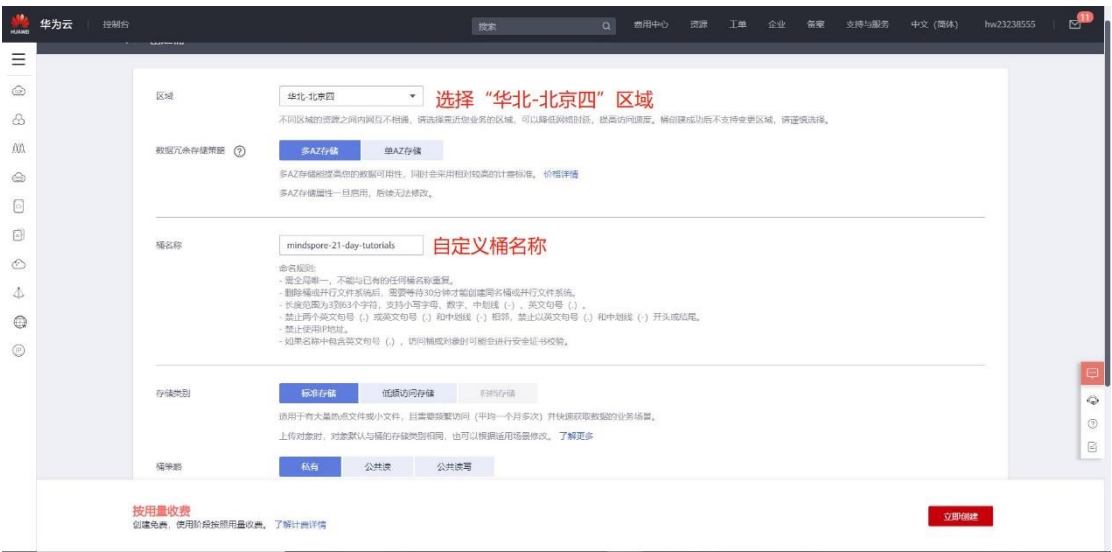 HUAWEI
华为云 控制台 搜索 费用中心 资源 工单 企业 备案 支持与服务 中文（简体） hw23238555 11
区域 华北-北京四 选择“华北-北京四”区域
不同区域的资源之间内网互不相通，请选择靠近您业务的区域，可以降低网络时延，提高访问速度。桶创建成功后不支持变更区域，请谨慎选择。
数据冗余存储策略 ? 多AZ存储 单AZ存储
多AZ存储能提高您的数据可用性，同时会采用相对较高的计费标准。 价格详情
多AZ存储属性一旦启用，后续无法修改。
桶名称 mindspore-21-day-tutorials 自定义桶名称
命名规则:
- 需全局唯一，不能与已有的任何桶名称重复。
- 删除桶或并行文件系统后，需要等待30分钟才能创建同名桶或并行文件系统。
- 长度范围为3到63个字符，支持小写字母、数字、中划线（-）、英文句号（.）。
- 禁止两个英文句号（.）或英文句号（.）和中划线（-）相邻，禁止以英文句号（.）和中划线（-）开头或结尾。
- 禁止使用IP地址。
- 如果名称中包含英文句号（.），访问桶或对象时可能会进行安全证书校验。
存储类别 标准存储 低频访问存储 归档存储
适用于有大量热点文件或小文件，且需要频繁访问（平均一个月多次）并快速获取数据的业务场景。
上传对象时，对象默认与桶的存储类别相同，也可以根据适用场景修改。 了解更多
桶策略 私有 公共读 公共读写
按用量收费
创建免费，使用阶段按照用量收费。 了解计费详情 立即创建